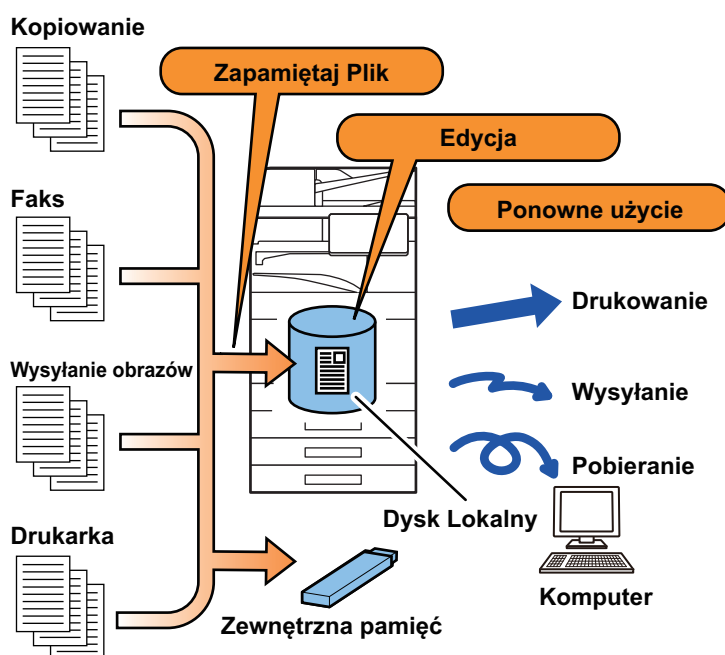 Kopiowanie
Zapamiętaj Plik
Edycja
Faks
Ponowne użycie
Drukowanie
Wysyłanie obrazów
Wysyłanie
Pobieranie
Dysk Lokalny
Drukarka
Komputer
Zewnętrzna pamięć